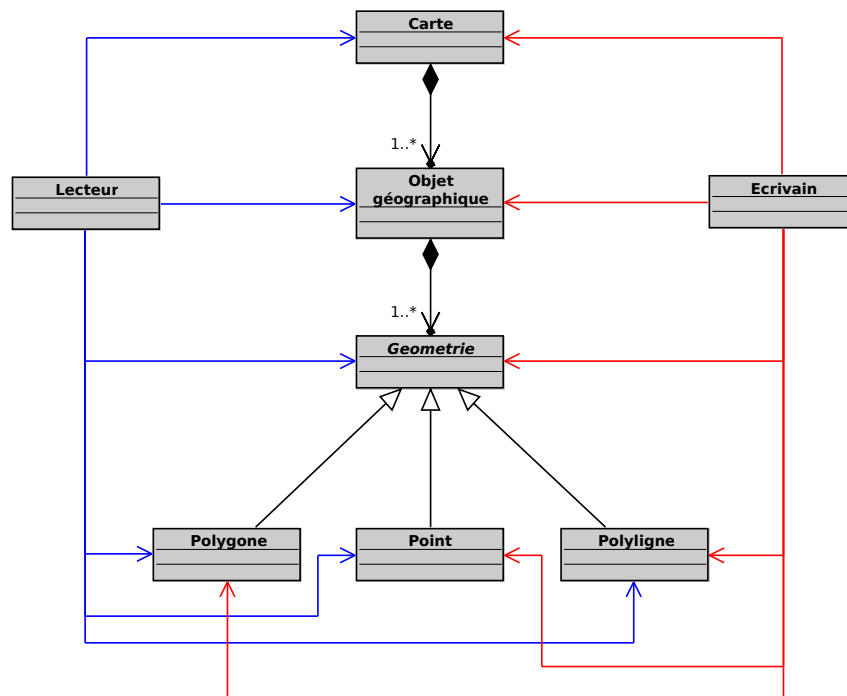 Carte
1..*
Lecteur
Objet
géographique
Ecrivain
1..*
Geometrie
Polygone
Point
Polyligne